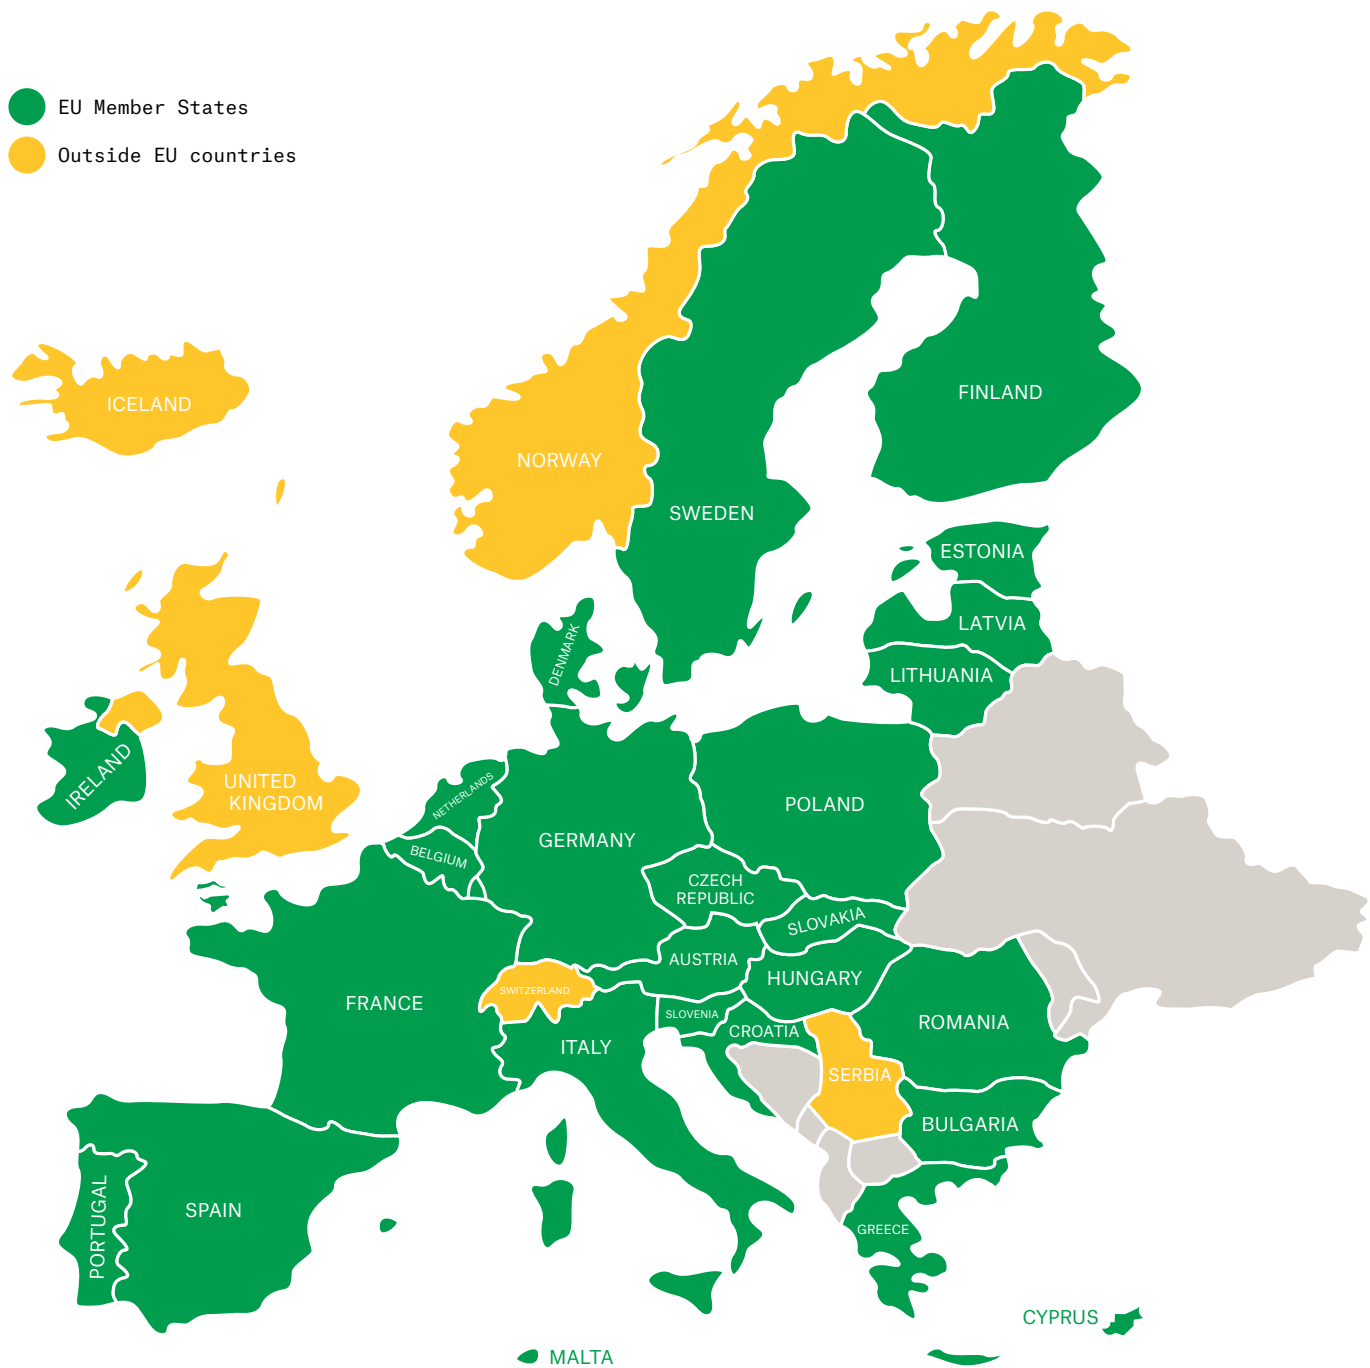 EU Member States
Outside EU countries
ICELAND
FINLAND
NORWAY
SWEDEN
ESTONIA
LATVIA
DENMARK
LITHUANIA
IRELAND
UNITED
KINGDOM
NETHERLANDS
POLAND
GERMANY
BELGIUM
CZECH
REPUBLIC
SLOVAKIA
AUSTRIA
HUNGARY
SWITZERLAND
FRANCE
SLOVENIA
ROMANIA
CROATIA
ITALY
SERBIA
BULGARIA
PORTUGAL
SPAIN
GREECE
CYPRUS
MALTA